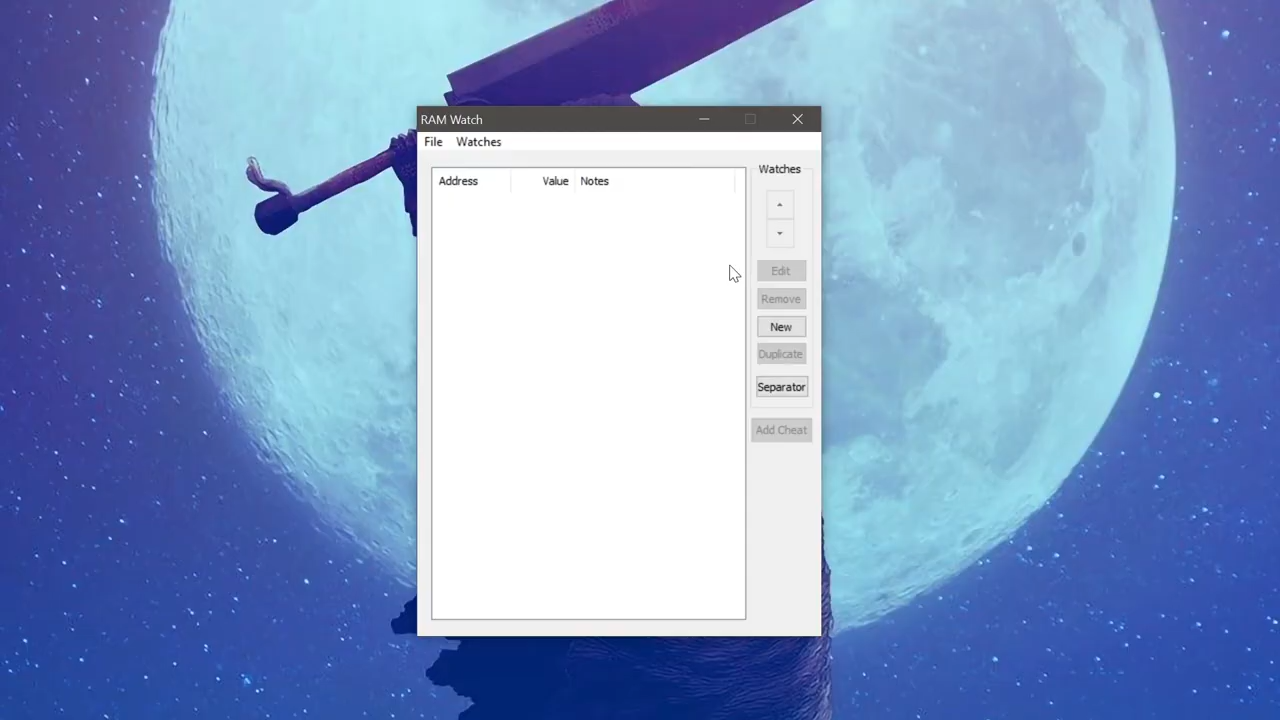 RAM Watch
File Watches
Address Value Notes
Watches
Edit
Remove
New
Duplicate
Separator
Add Cheat